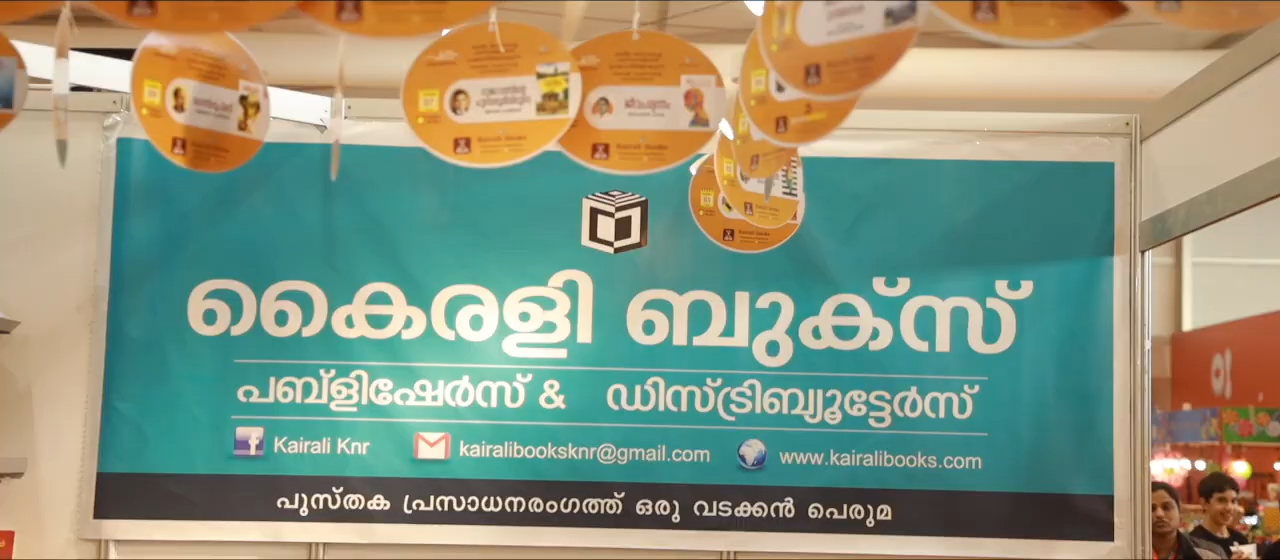 കൈരളി ബുക്സ്
പബ്ളിഷേർസ് & ഡിസ്ട്രിബ്യൂട്ടേർസ്
Kairali Knr kairalibooksknr@gmail.com www.kairalibooks.com
പുസ്തക പ്രസാധനരംഗത്ത് ഒരു വടക്കൻ പെരുമ